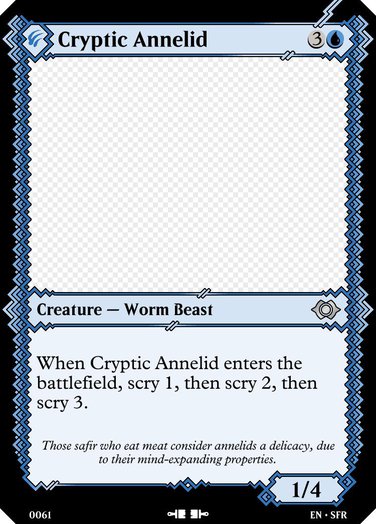 Cryptic Annelid 3
Creature — Worm Beast
When Cryptic Annelid enters the
battlefield, scry 1, then scry 2, then
scry 3.
Those safir who eat meat consider annelids a delicacy, due
to their mind-expanding properties.
1/4
0061 EN • SFR